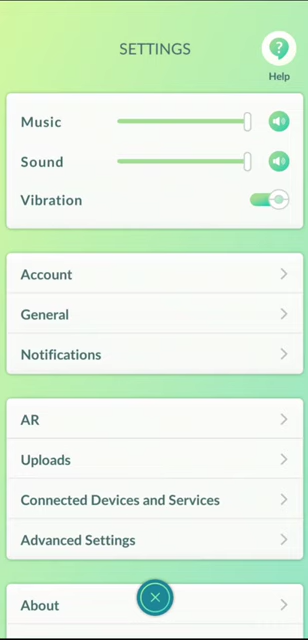 SETTINGS
Help
Music
Sound
Vibration
Account
General
Notifications
AR
Uploads
Connected Devices and Services
Advanced Settings
About